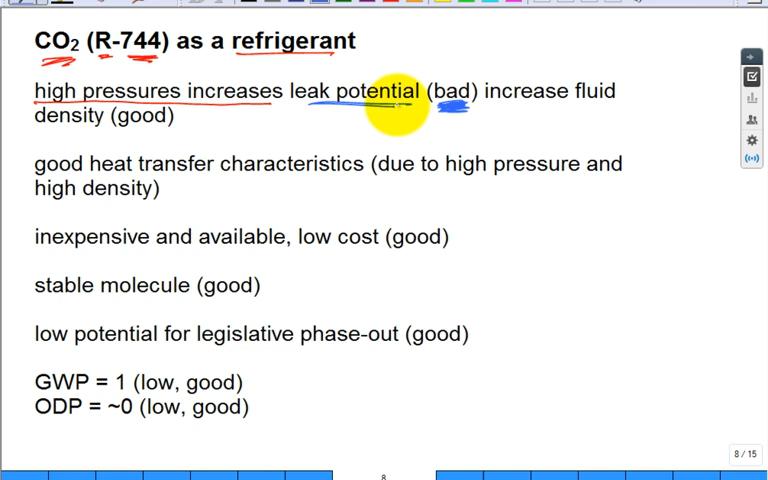 CO₂ (R-744) as a refrigerant
high pressures increases leak potential (bad) increase fluid
density (good)
good heat transfer characteristics (due to high pressure and
high density)
inexpensive and available, low cost (good)
stable molecule (good)
low potential for legislative phase-out (good)
GWP = 1 (low, good)
ODP = ~0 (low, good)
8 / 15
8